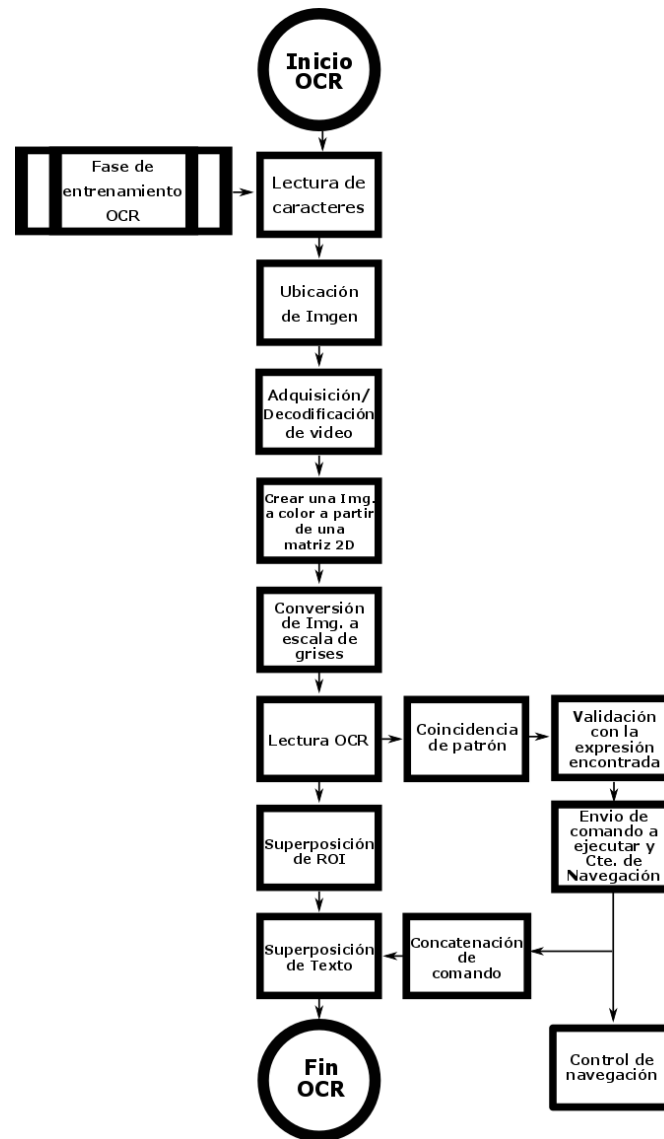 Inicio
OCR
Fase de
entrenamiento
OCR
Lectura de
caracteres
Ubicación
de Imgen
Adquisición/
Decodificación
de video
Crear una Img.
a color a partir
de una
matriz 2D
Conversión
de Img. a
escala de
grises
Lectura OCR
Coincidencia
de patrón
Validación
con la
expresión
encontrada
Envio de
comando a
ejecutar y
Cte. de
Navegación
Superposición
de ROI
Superposición
de Texto
Concatenación
de
comando
Control de
navegación
Fin
OCR